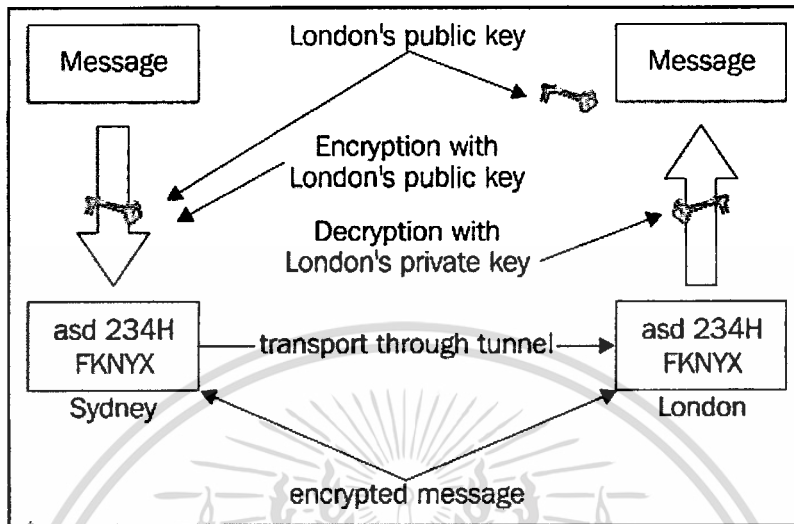 London's public key
Message
Message
Encryption with
London's public key
Decryption with
London's private key
asd 234H
FKNYX
transport through tunnel
asd 234H
FKNYX
Sydney
London
encrypted message